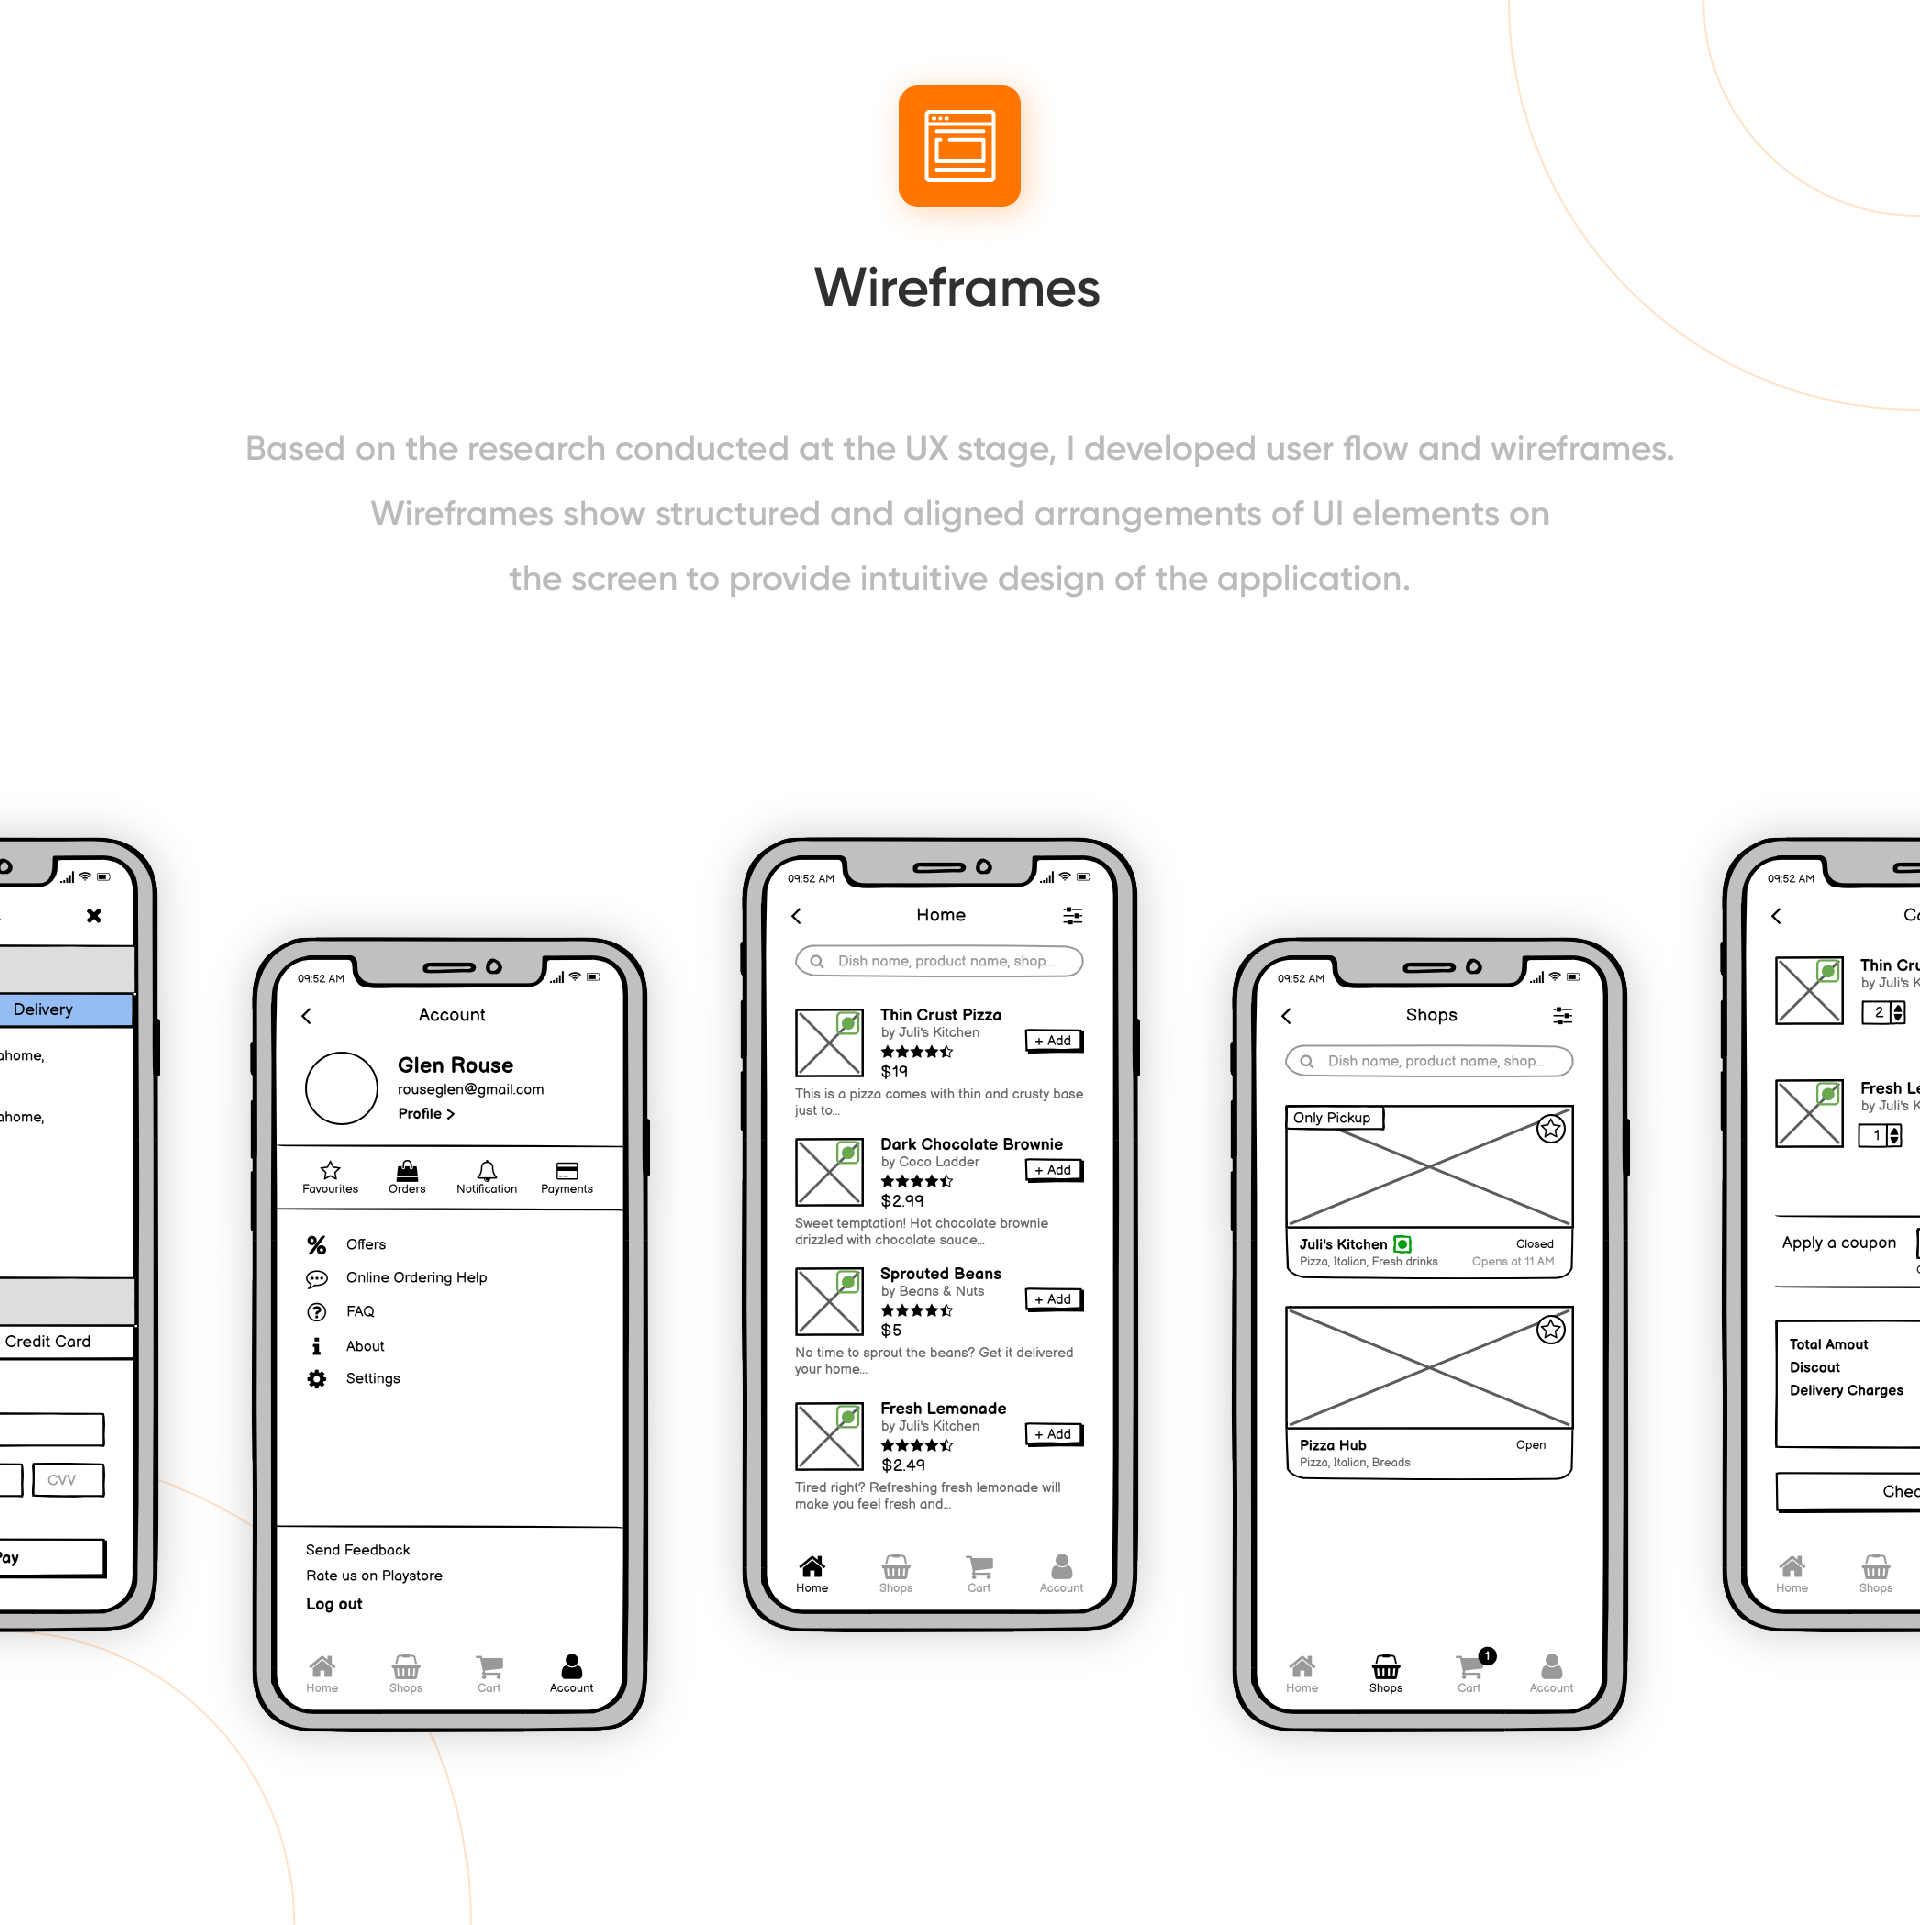 Wireframes
Based on the research conducted at the UX stage, I developed user flow and wireframes.
Wireframes show structured and aligned arrangements of UI elements on
the screen to provide intuitive design of the application.
Delivery
ahome,
ahome,
Credit Card
CVV
Pay
09:52 AM
Account
Glen Rouse
rouseglen@gmail.com
Profile >
Favourites
Orders
Notification
Payments
% Offers
Online Ordering Help
FAQ
About
Settings
Send Feedback
Rate us on Playstore
Log out
Home
Shops
Cart
Account
09:52 AM
Home
Dish name, product name, shop...
Thin Crust Pizza
by Juli's Kitchen
+ Add
$19
This is a pizza comes with thin and crusty base
just to...
Dark Chocolate Brownie
by Coco Ladder
+ Add
$2.99
Sweet temptation! Hot chocolate brownie
drizzled with chocolate sauce...
Sprouted Beans
by Beans & Nuts
+ Add
$5
No time to sprout the beans? Get it delivered
your home...
Fresh Lemonade
by Juli's Kitchen
+ Add
$2.49
Tired right? Refreshing fresh lemonade will
make you feel fresh and...
Home
Shops
Cart
Account
09:52 AM
Shops
Dish name, product name, shop...
Only Pickup
Juli's Kitchen
Closed
Pizza, Italian, Fresh drinks
Opens at 11 AM
Pizza Hub
Open
Pizza, Italian, Breads
1
Home
Shops
Cart
Account
09:52 AM
Thin Cru
by Juli's K
2
Fresh Le
by Juli's K
1
Apply a coupon
Total Amout
Discout
Delivery Charges
Chec
Home
Shops